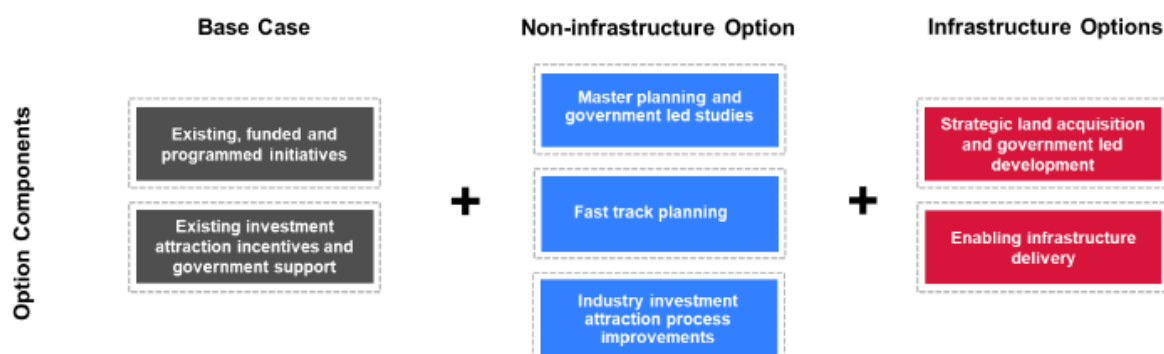 Base Case
Non-infrastructure Option
Infrastructure Options
Option Components
Existing, funded and
programmed initiatives
Existing investment
attraction incentives and
government support
+
Master planning and
government led studies
Fast track planning
Industry investment
attraction process
improvements
+
Strategic land acquisition
and government led
development
Enabling infrastructure
delivery